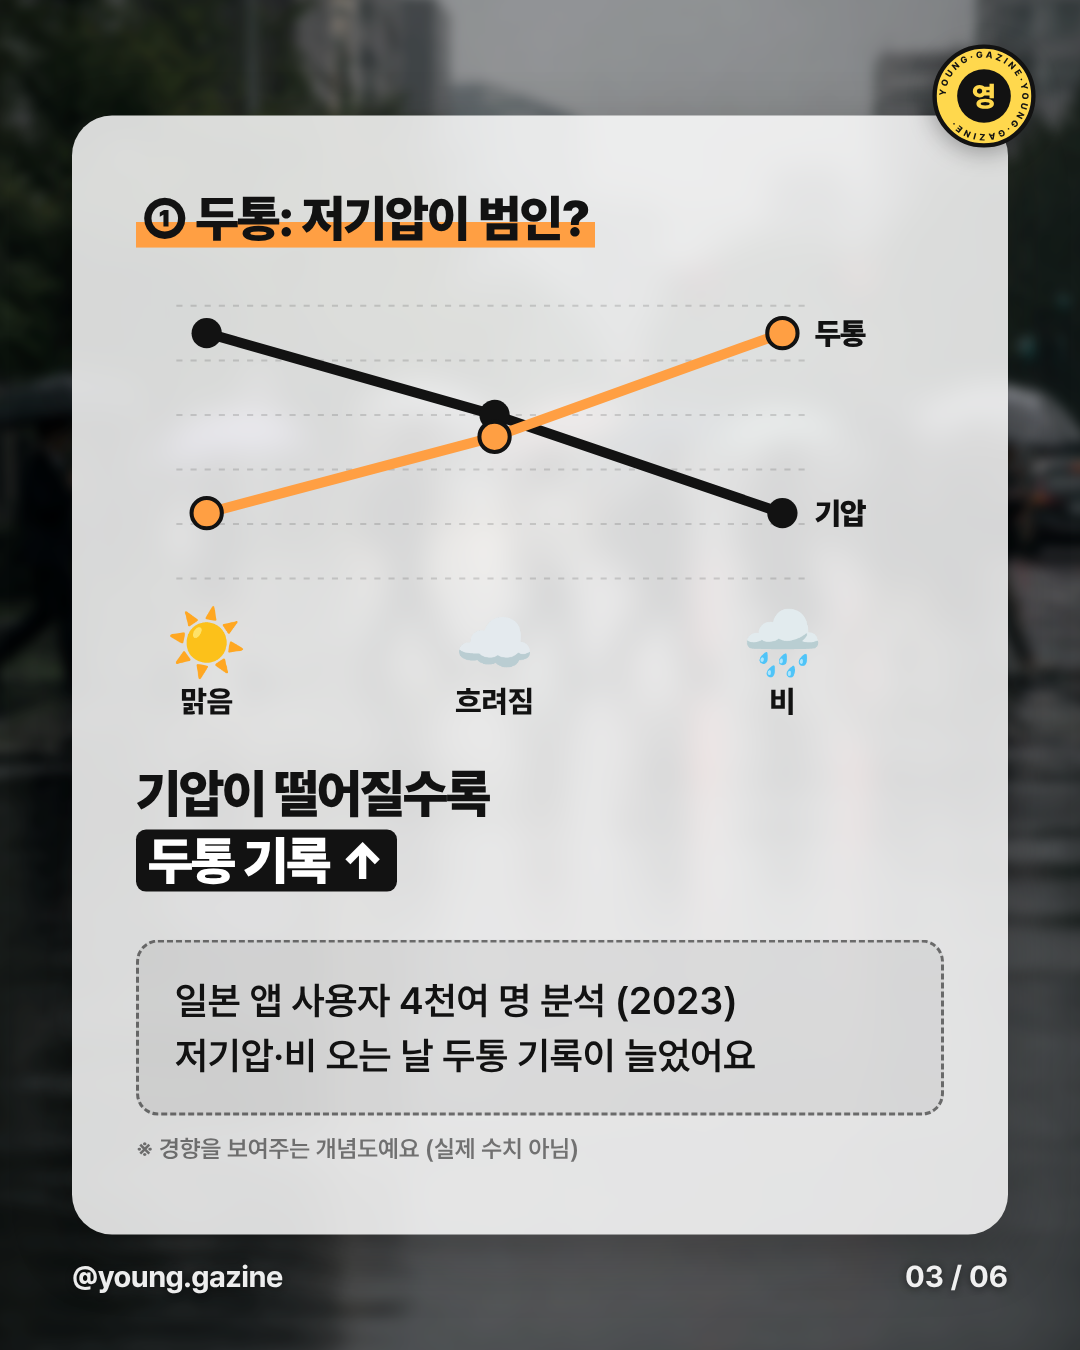 YOUNG·GAZINE·YOUNG·GAZINE·
영
① 두통: 저기압이 범인?
두통
기압
맑음
흐려짐
비
기압이 떨어질수록
두통 기록 ↑
일본 앱 사용자 4천여 명 분석 (2023)
저기압·비 오는 날 두통 기록이 늘었어요
※ 경향을 보여주는 개념도예요 (실제 수치 아님)
@young.gazine
03 / 06